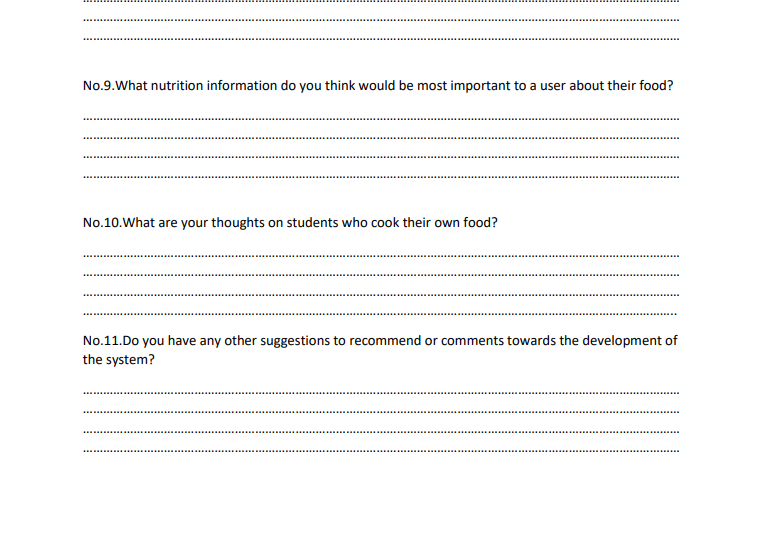 No.9.What nutrition information do you think would be most important to a user about their food?
No.10.What are your thoughts on students who cook their own food?
No.11.Do you have any other suggestions to recommend or comments towards the development of
the system?